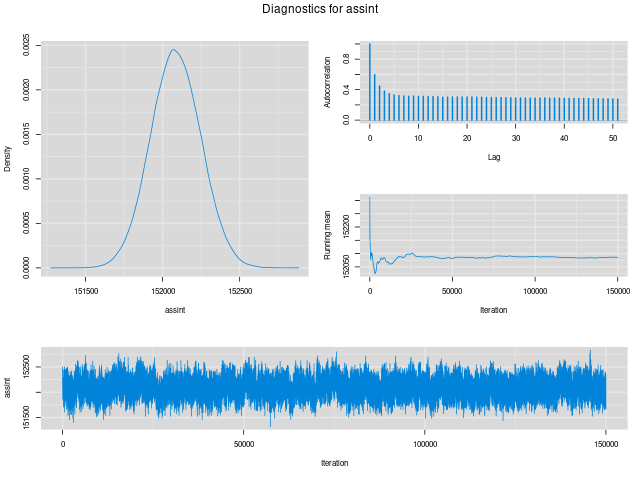 Diagnostics for assint
Density
0.0000 0.0005 0.0010 0.0015 0.0020 0.0025
151500 152000 152500
assint
Autocorrelation
0.0 0.4 0.8
0 10 20 30 40 50
Lag
Running mean
152050 152200
0 50000 100000 150000
Iteration
assint
151500 152500
0 50000 100000 150000
Iteration